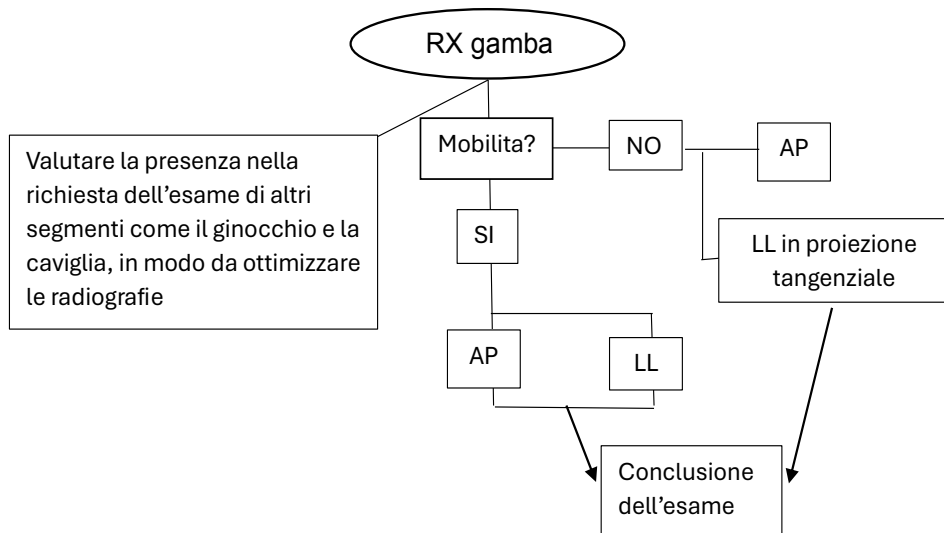 RX gamba
Valutare la presenza nella
richiesta dell’esame di altri
segmenti come il ginocchio e la
caviglia, in modo da ottimizzare
le radiografie
Mobilita?
NO
AP
SI
LL in proiezione
tangenziale
AP
LL
Conclusione
dell’esame